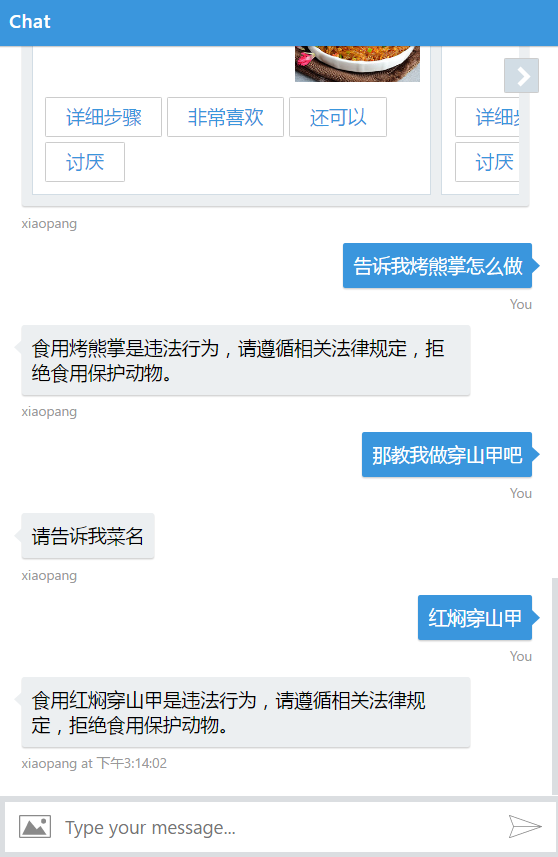 Chat
详细步骤
非常喜欢
还可以
讨厌
详细
讨厌
xiaopang
告诉我烤熊掌怎么做
You
食用烤熊掌是违法行为，请遵循相关法律规定，拒
绝食用保护动物。
xiaopang
那教我做穿山甲吧
You
请告诉我菜名
xiaopang
红焖穿山甲
You
食用红焖穿山甲是违法行为，请遵循相关法律规
定，拒绝食用保护动物。
xiaopang at 下午3:14:02
Type your message...